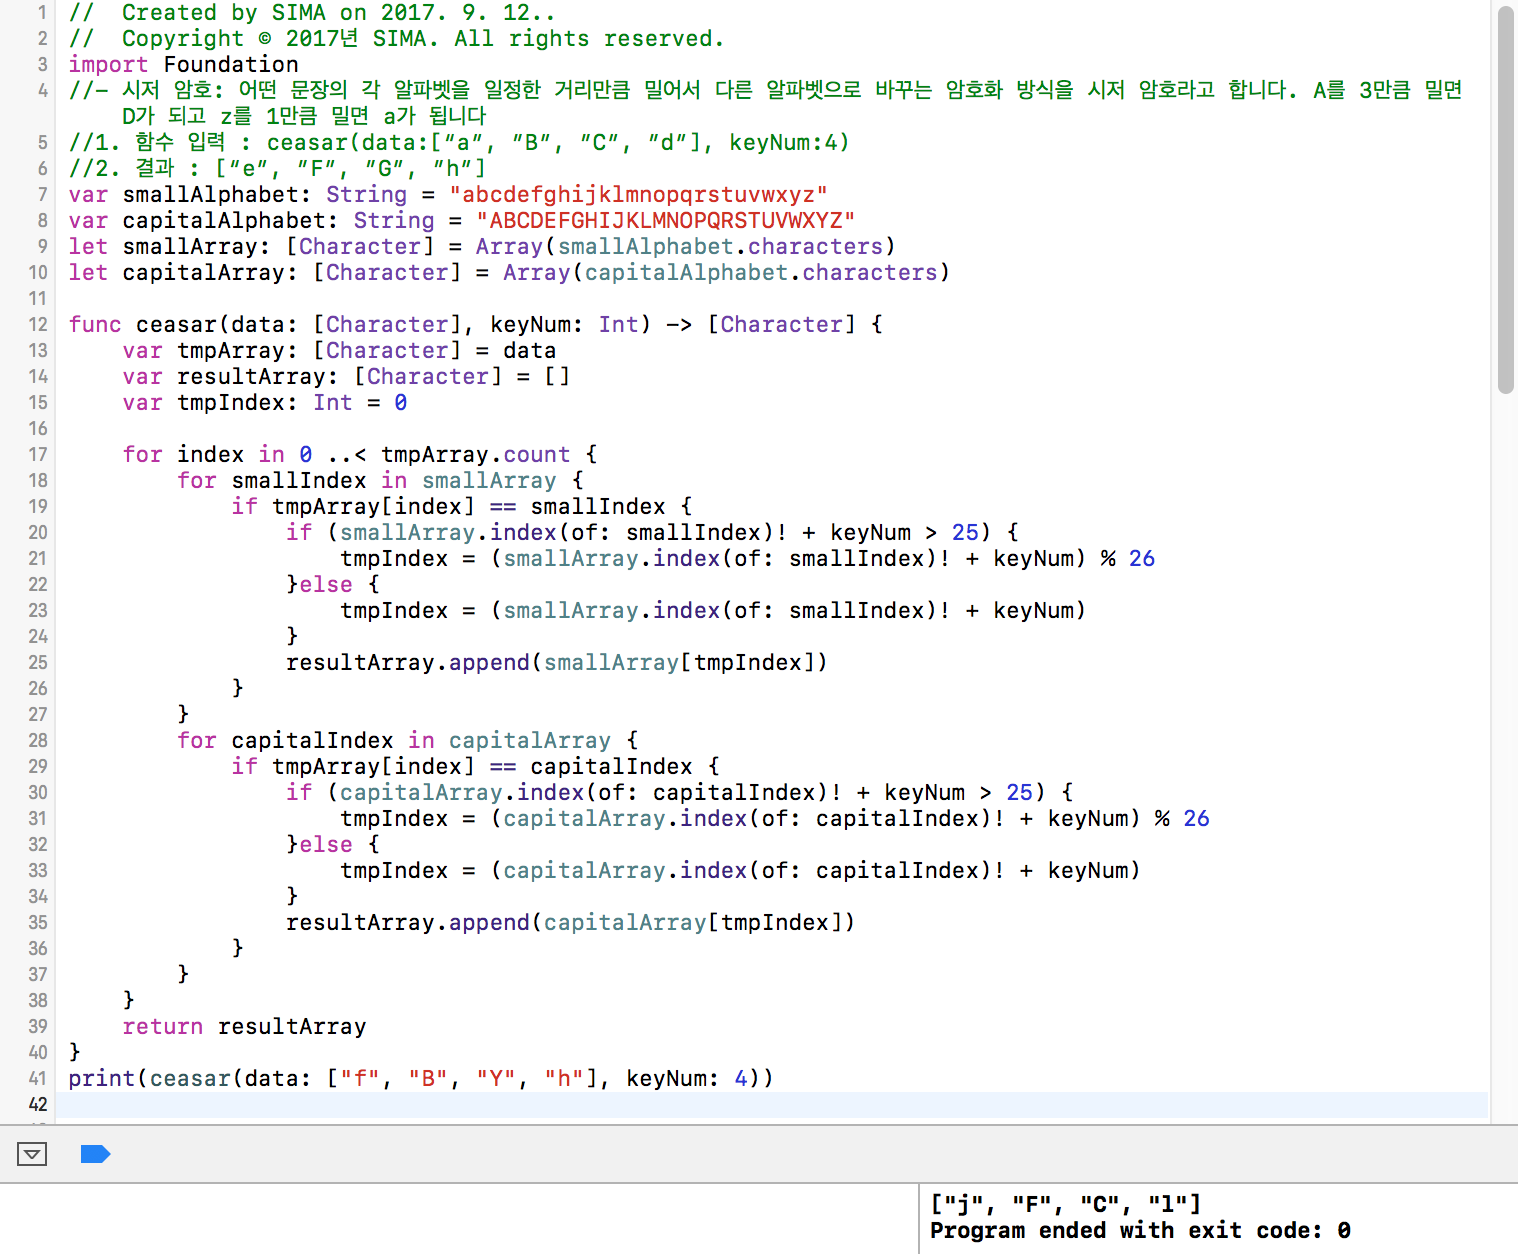 1 //  Created by SIMA on 2017. 9. 12..
2 //  Copyright © 2017년 SIMA. All rights reserved.
3 import Foundation
4 //- 시저 암호: 어떤 문장의 각 알파벳을 일정한 거리만큼 밀어서 다른 알파벳으로 바꾸는 암호화 방식을 시저 암호라고 합니다. A를 3만큼 밀면
D가 되고 z를 1만큼 밀면 a가 됩니다
5 //1. 함수 입력 : ceasar(data:[“a”, “B”, “C”, “d”], keyNum:4)
6 //2. 결과 : [“e”, “F”, “G”, “h”]
7 var smallAlphabet: String = "abcdefghijklmnopqrstuvwxyz"
8 var capitalAlphabet: String = "ABCDEFGHIJKLMNOPQRSTUVWXYZ"
9 let smallArray: [Character] = Array(smallAlphabet.characters)
10 let capitalArray: [Character] = Array(capitalAlphabet.characters)
11
12 func ceasar(data: [Character], keyNum: Int) -> [Character] {
13     var tmpArray: [Character] = data
14     var resultArray: [Character] = []
15     var tmpIndex: Int = 0
16
17     for index in 0 ..< tmpArray.count {
18         for smallIndex in smallArray {
19             if tmpArray[index] == smallIndex {
20                 if (smallArray.index(of: smallIndex)! + keyNum > 25) {
21                     tmpIndex = (smallArray.index(of: smallIndex)! + keyNum) % 26
22                 }else {
23                     tmpIndex = (smallArray.index(of: smallIndex)! + keyNum)
24                 }
25                 resultArray.append(smallArray[tmpIndex])
26             }
27         }
28         for capitalIndex in capitalArray {
29             if tmpArray[index] == capitalIndex {
30                 if (capitalArray.index(of: capitalIndex)! + keyNum > 25) {
31                     tmpIndex = (capitalArray.index(of: capitalIndex)! + keyNum) % 26
32                 }else {
33                     tmpIndex = (capitalArray.index(of: capitalIndex)! + keyNum)
34                 }
35                 resultArray.append(capitalArray[tmpIndex])
36             }
37         }
38     }
39     return resultArray
40 }
41 print(ceasar(data: ["f", "B", "Y", "h"], keyNum: 4))
42
["j", "F", "C", "l"]
Program ended with exit code: 0